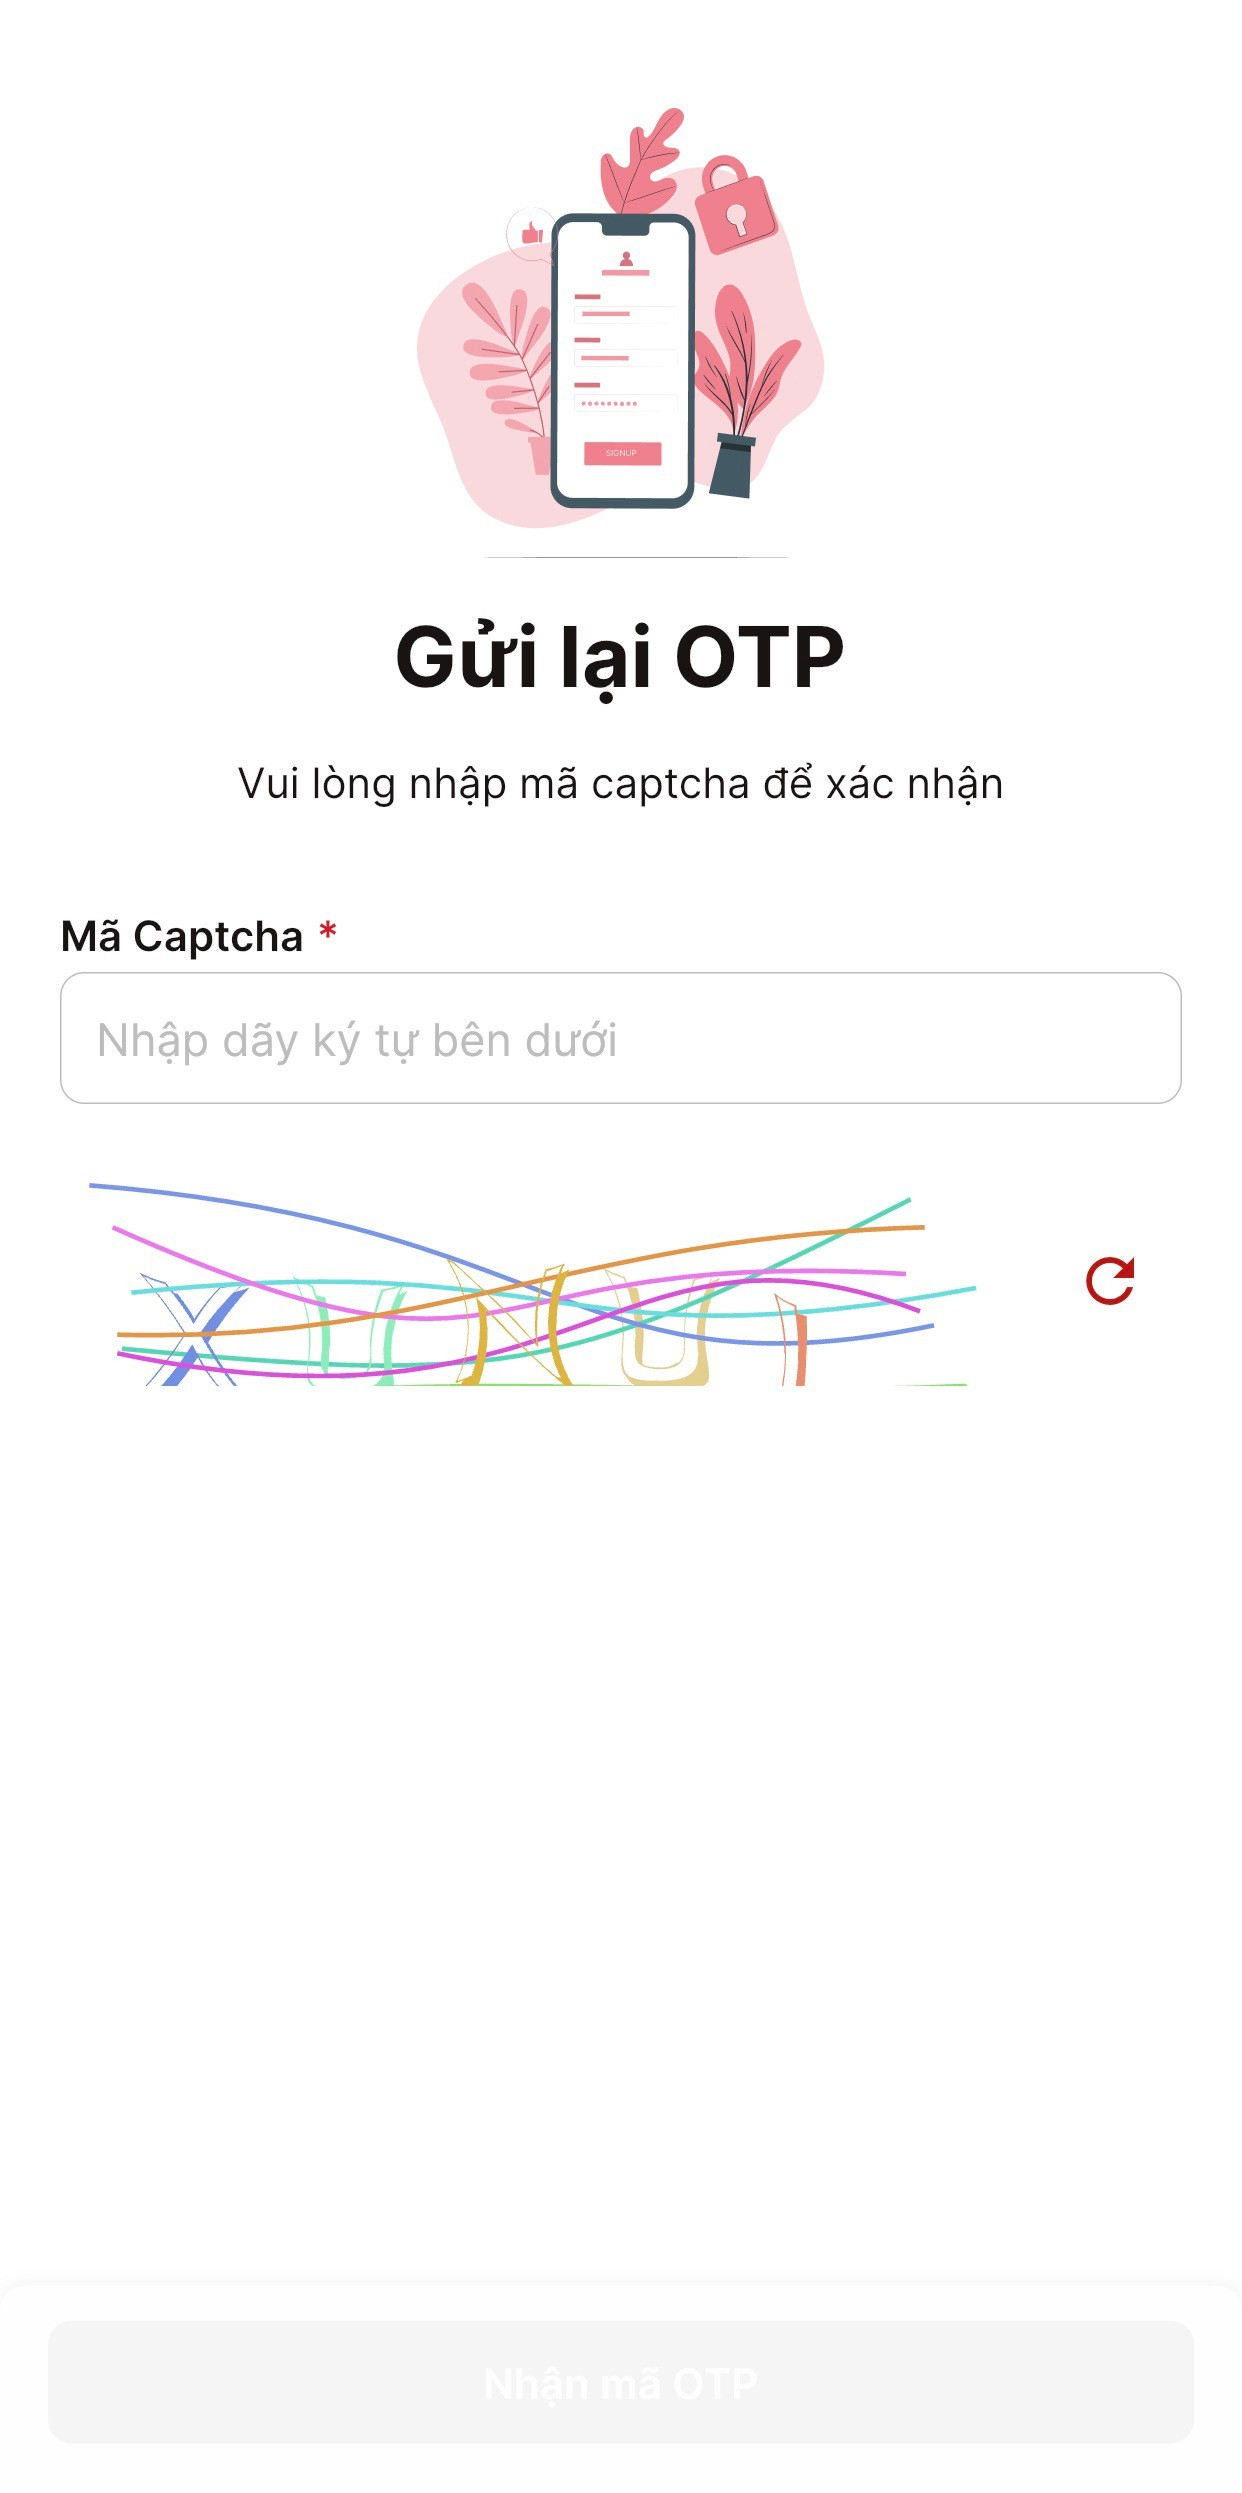 SIGNUP
Gửi lại OTP
Vui lòng nhập mã captcha để xác nhận
Mã Captcha *
Nhập dãy ký tự bên dưới
Nhận mã OTP